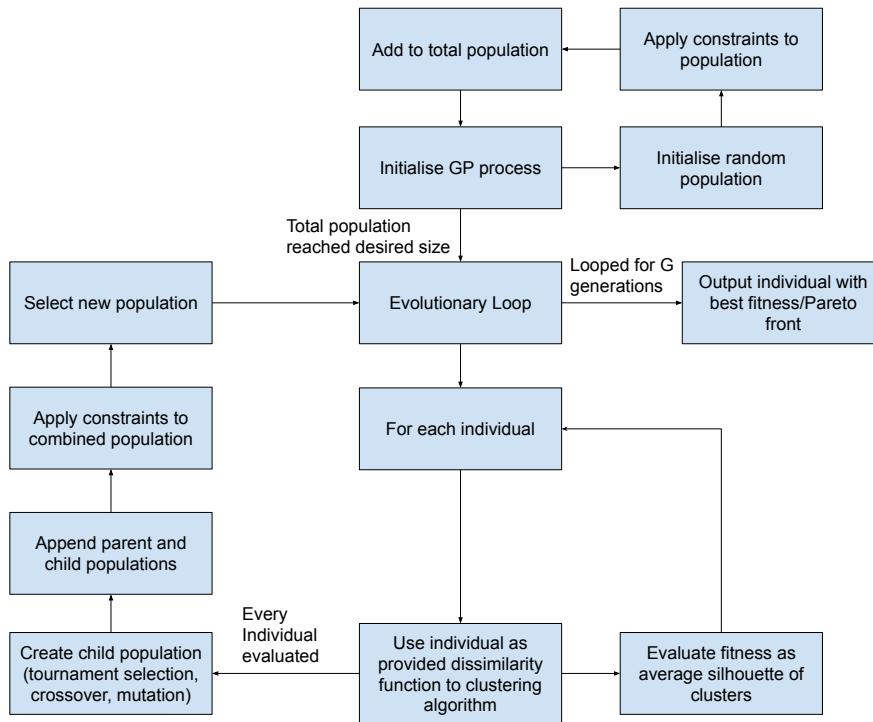 Add to total population
Apply constraints to
population
Initialise GP process
Initialise random
population
Total population
reached desired size
Looped for G
generations
Select new population
Evolutionary Loop
Output individual with
best fitness/Pareto
front
Apply constraints to
combined population
For each individual
Append parent and
child populations
Every
Individual
evaluated
Create child population
(tournament selection,
crossover, mutation)
Use individual as
provided dissimilarity
function to clustering
algorithm
Evaluate fitness as
average silhouette of
clusters